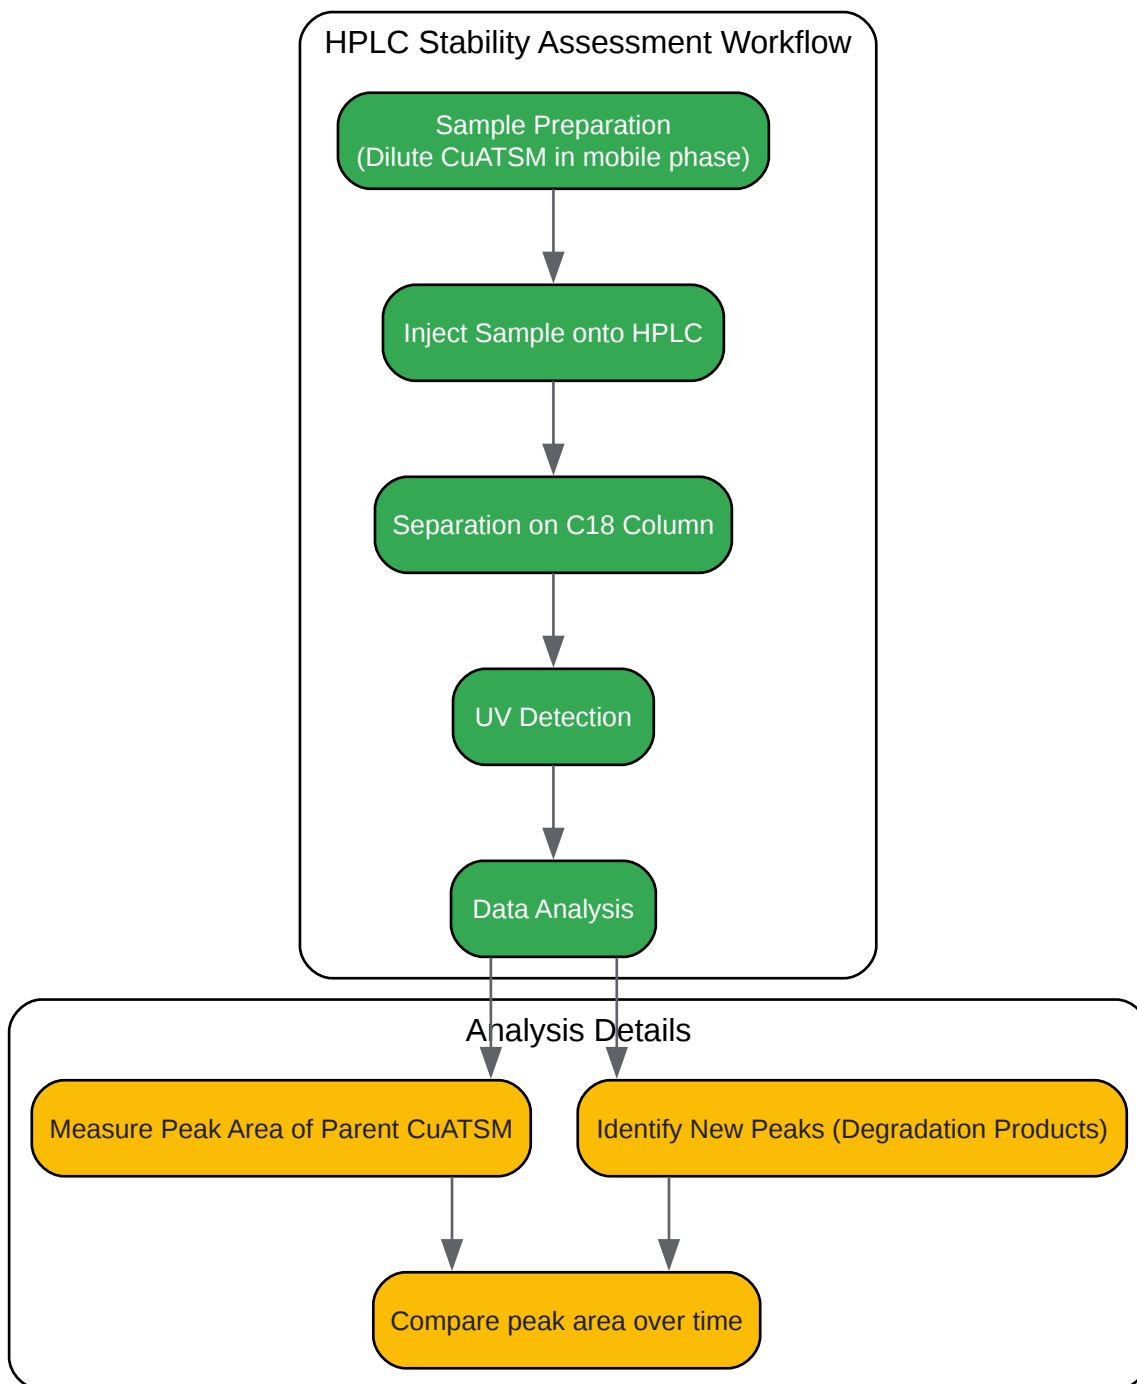 HPLC Stability Assessment Workflow
Sample Preparation
(Dilute CuATSM in mobile phase)
Inject Sample onto HPLC
Separation on C18 Column
UV Detection
Data Analysis
Analysis Details
Measure Peak Area of Parent CuATSM
Identify New Peaks (Degradation Products)
Compare peak area over time